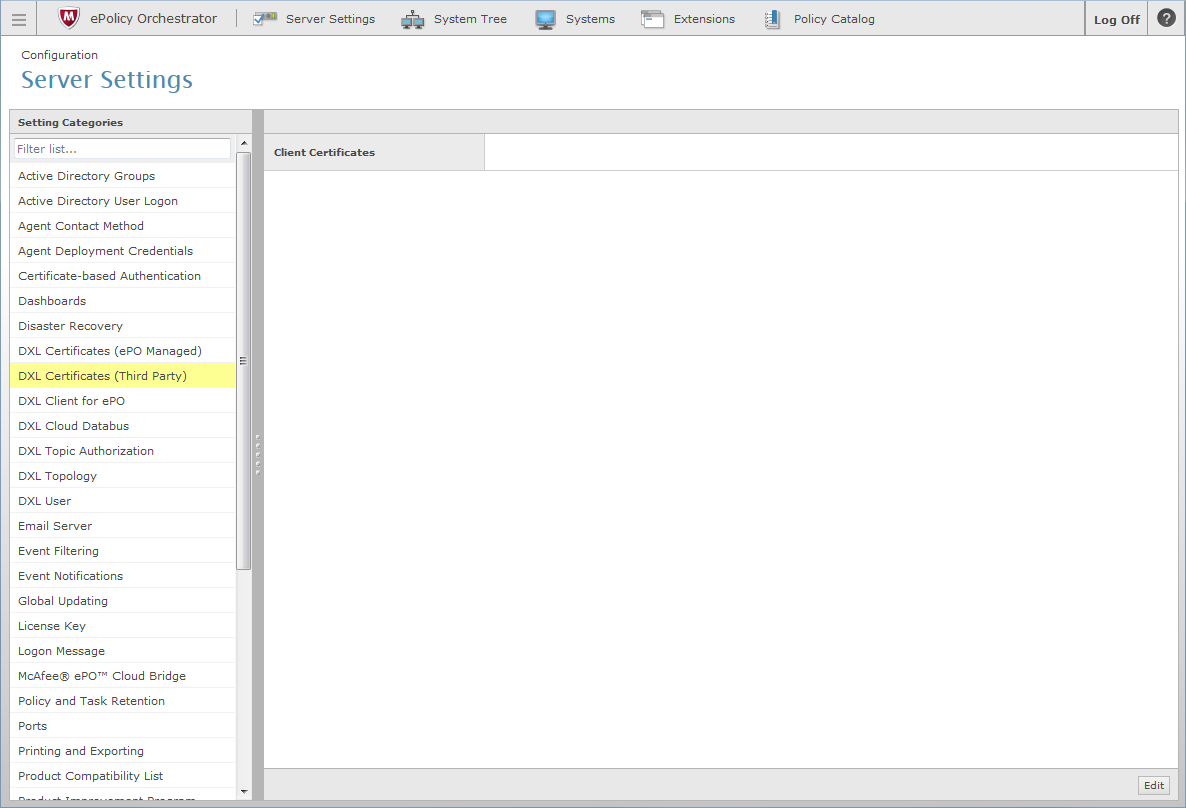 ePolicy Orchestrator Server Settings System Tree Systems Extensions Policy Catalog Log Off ?
Configuration
Server Settings
Setting Categories
Filter list...
Client Certificates
Active Directory Groups
Active Directory User Logon
Agent Contact Method
Agent Deployment Credentials
Certificate-based Authentication
Dashboards
Disaster Recovery
DXL Certificates (ePO Managed)
DXL Certificates (Third Party)
DXL Client for ePO
DXL Cloud Databus
DXL Topic Authorization
DXL Topology
DXL User
Email Server
Event Filtering
Event Notifications
Global Updating
License Key
Logon Message
McAfee® ePO™ Cloud Bridge
Policy and Task Retention
Ports
Printing and Exporting
Product Compatibility List
Product Improvement Program
Edit